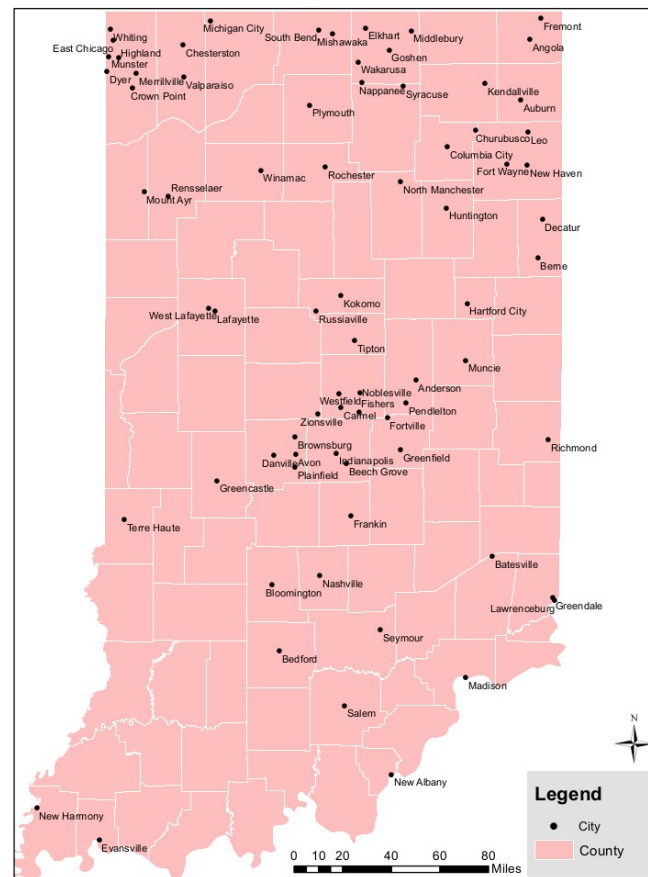 Michigan City
South Bend
Elkhart
Fremont
Whiting
Mishawaka
Middlebury
East Chicago
Chesterston
Angola
Highland
Goshen
Munster
Wakarusa
Dyer
Merrillville
Valparaiso
Nappanee
Syracuse
Kendallville
Crown Point
Auburn
Plymouth
Churubusco
Leo
Columbia City
Fort Wayne
New Haven
Winamac
Rochester
North Manchester
Rensselaer
Mount Ayr
Huntington
Decatur
Berne
Kokomo
Hartford City
West Lafayette
Lafayette
Russiaville
Tipton
Muncie
Anderson
Noblesville
Westfield
Fishers
Pendlelton
Zionsville
Carmel
Fortville
Brownsburg
Richmond
Danville
Avon
Indianapolis
Greenfield
Beech Grove
Plainfield
Greencastle
Terre Haute
Frankin
Batesville
Nashville
Bloomington
Lawrenceburg
Greendale
Seymour
Bedford
Madison
Salem
N
New Albany
Legend
City
County
New Harmony
Evansville
0 10 20 40 60 80
Miles